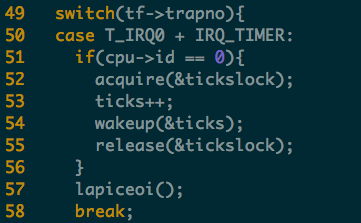 49 switch(tf->trapno){
50 case T_IRQ0 + IRQ_TIMER:
51 if(cpu->id == 0){
52 acquire(&tickslock);
53 ticks++;
54 wakeup(&ticks);
55 release(&tickslock);
56 }
57 lapiceoi();
58 break;